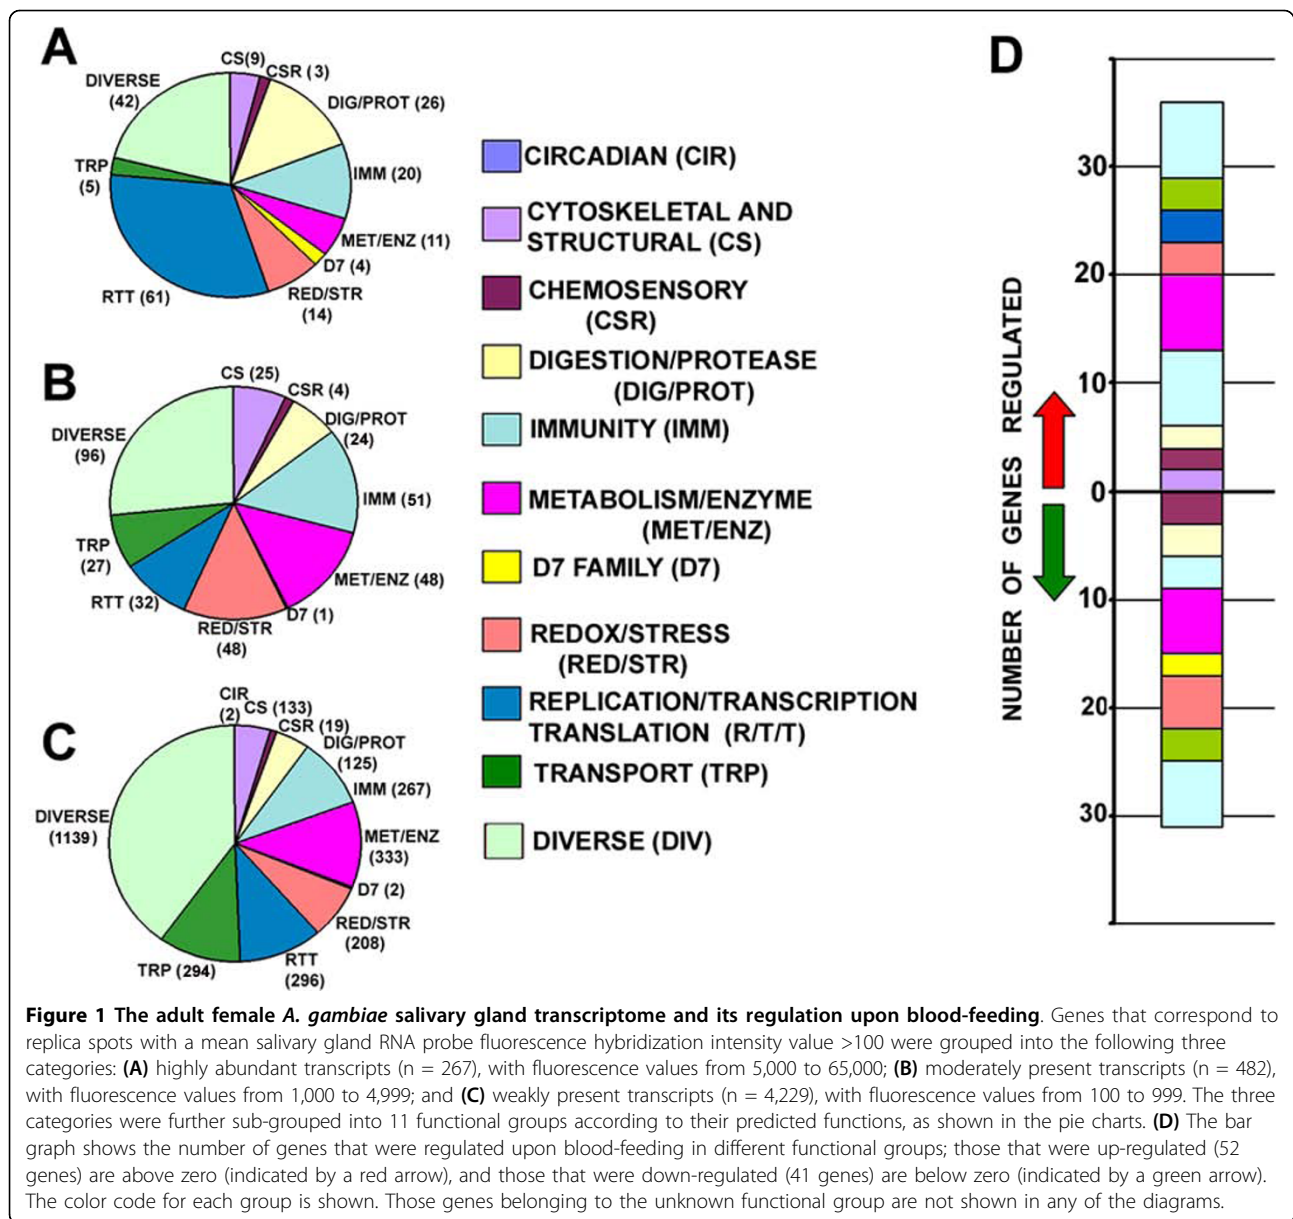 A
CS(9)
CSR (3)
DIVERSE
(42)
DIG/PROT (26)
TRP
(5)
IMM (20)
MET/ENZ (11)
D7 (4)
RTT (61)
RED/STR
(14)
B
CS (25)
CSR (4)
DIG/PROT
(24)
DIVERSE
(96)
IMM (51)
TRP
(27)
MET/ENZ (48)
RTT (32)
D7 (1)
RED/STR
(48)
C
CIR
(2)
CS (133)
CSR (19)
DIG/PROT
(125)
IMM (267)
DIVERSE
(1139)
MET/ENZ
(333)
D7 (2)
RED/STR
(208)
RTT
(296)
TRP (294)
CIRCADIAN (CIR)
CYTOSKELETAL AND
STRUCTURAL (CS)
CHEMOSENSORY
(CSR)
DIGESTION/PROTEASE
(DIG/PROT)
IMMUNITY (IMM)
METABOLISM/ENZYME
(MET/ENZ)
D7 FAMILY (D7)
REDOX/STRESS
(RED/STR)
REPLICATION/TRANSCRIPTION
TRANSLATION (R/T/T)
TRANSPORT (TRP)
DIVERSE (DIV)
D
NUMBER OF GENES REGULATED
30
20
10
0
10
20
30
Figure 1 The adult female A. gambiae salivary gland transcriptome and its regulation upon blood-feeding. Genes that correspond to
replica spots with a mean salivary gland RNA probe fluorescence hybridization intensity value >100 were grouped into the following three
categories: (A) highly abundant transcripts (n = 267), with fluorescence values from 5,000 to 65,000; (B) moderately present transcripts (n = 482),
with fluorescence values from 1,000 to 4,999; and (C) weakly present transcripts (n = 4,229), with fluorescence values from 100 to 999. The three
categories were further sub-grouped into 11 functional groups according to their predicted functions, as shown in the pie charts. (D) The bar
graph shows the number of genes that were regulated upon blood-feeding in different functional groups; those that were up-regulated (52
genes) are above zero (indicated by a red arrow), and those that were down-regulated (41 genes) are below zero (indicated by a green arrow).
The color code for each group is shown. Those genes belonging to the unknown functional group are not shown in any of the diagrams.